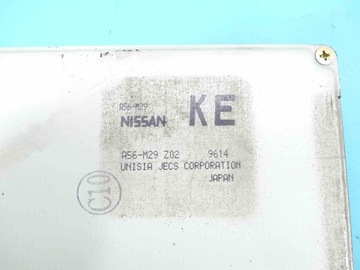 A56-M29
NISSAN KE
A56-M29 Z02 9614
UNISIA JECS CORPORATION
JAPAN
C10